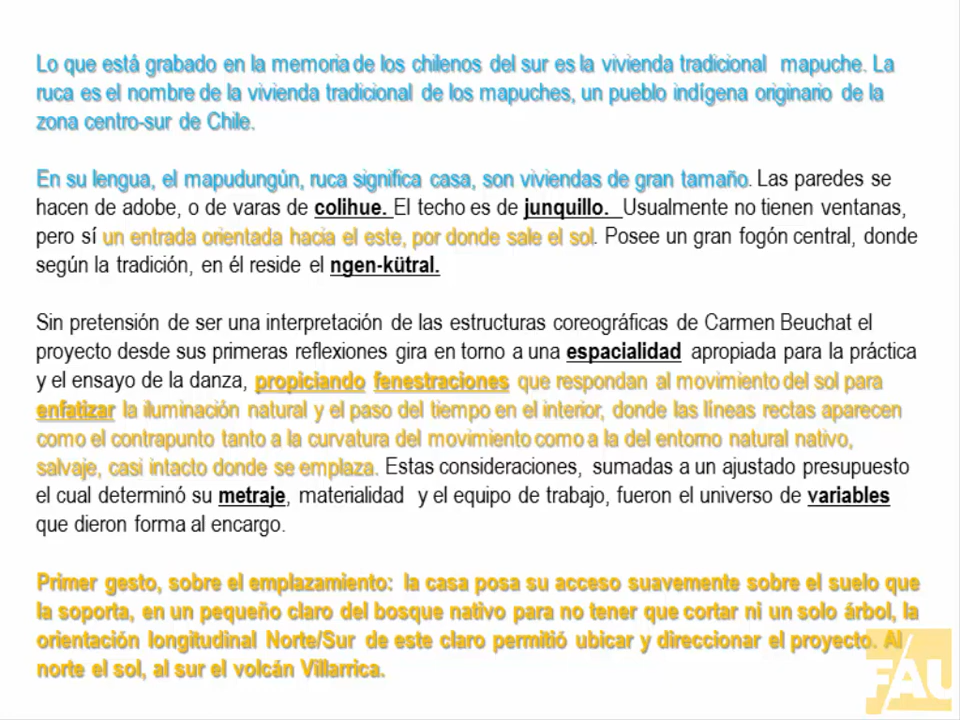 Lo que está grabado en la memoria de los chilenos del sur es la vivienda tradicional mapuche. La
ruca es el nombre de la vivienda tradicional de los mapuches, un pueblo indígena originario de la
zona centro-sur de Chile.
En su lengua, el mapudungún, ruca significa casa, son viviendas de gran tamaño. Las paredes se
hacen de adobe, o de varas de colihue. El techo es de junquillo. Usualmente no tienen ventanas,
pero sí un entrada orientada hacia el este, por donde sale el sol. Posee un gran fogón central, donde
según la tradición, en él reside el ngen-kütral.
Sin pretensión de ser una interpretación de las estructuras coreográficas de Carmen Beuchat el
proyecto desde sus primeras reflexiones gira en torno a una espacialidad apropiada para la práctica
y el ensayo de la danza, propiciando fenestraciones que respondan al movimiento del sol para
enfatizar la iluminación natural y el paso del tiempo en el interior, donde las líneas rectas aparecen
como el contrapunto tanto a la curvatura del movimiento como a la del entorno natural nativo,
salvaje, casi intacto donde se emplaza. Estas consideraciones, sumadas a un ajustado presupuesto
el cual determinó su metraje, materialidad y el equipo de trabajo, fueron el universo de variables
que dieron forma al encargo.
Primer gesto, sobre el emplazamiento: la casa posa su acceso suavemente sobre el suelo que
la soporta, en un pequeño claro del bosque nativo para no tener que cortar ni un solo árbol, la
orientación longitudinal Norte/Sur de este claro permitió ubicar y direccionar el proyecto. Al
norte el sol, al sur el volcán Villarrica.
F/AU